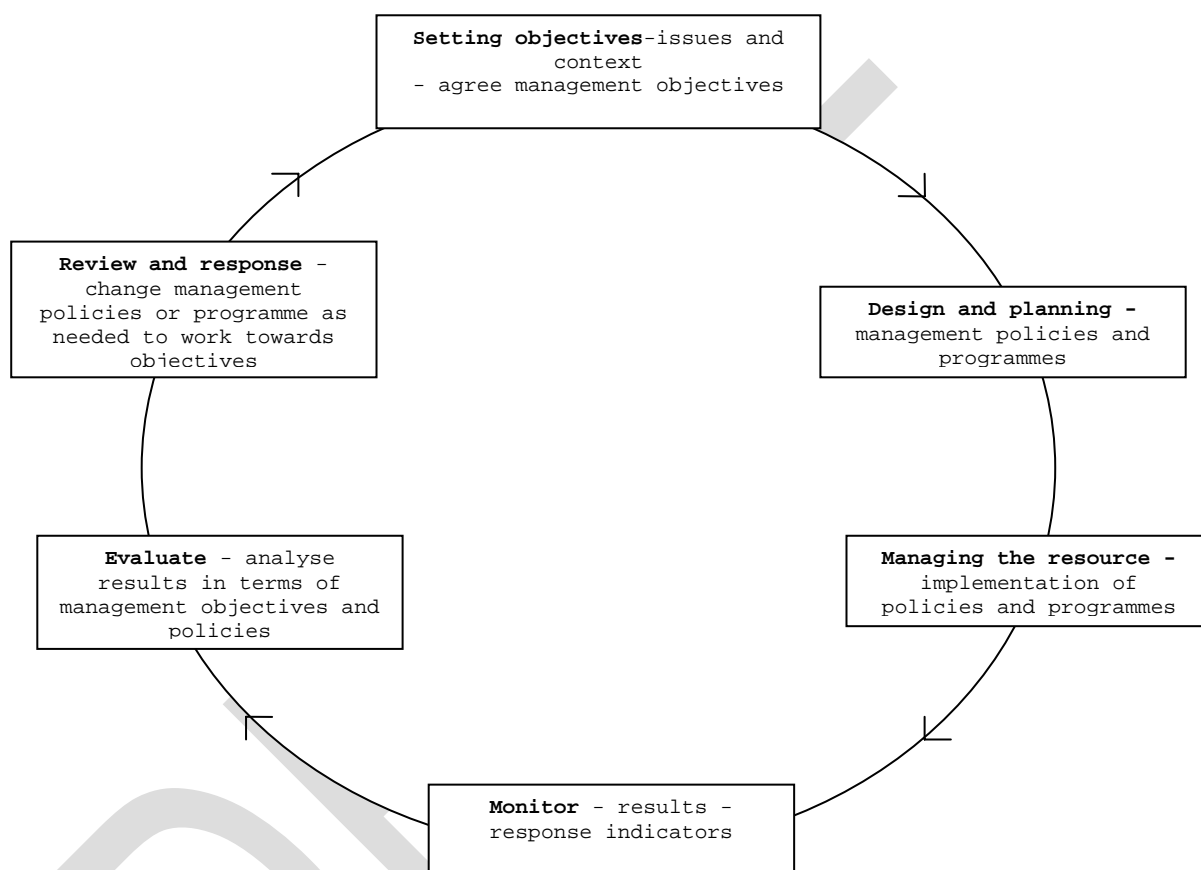 Setting objectives-issues and
context
- agree management objectives
Design and planning -
management policies and
programmes
Managing the resource -
implementation of
policies and programmes
Monitor - results -
response indicators
Evaluate - analyse
results in terms of
management objectives and
policies
Review and response -
change management
policies or programme as
needed to work towards
objectives